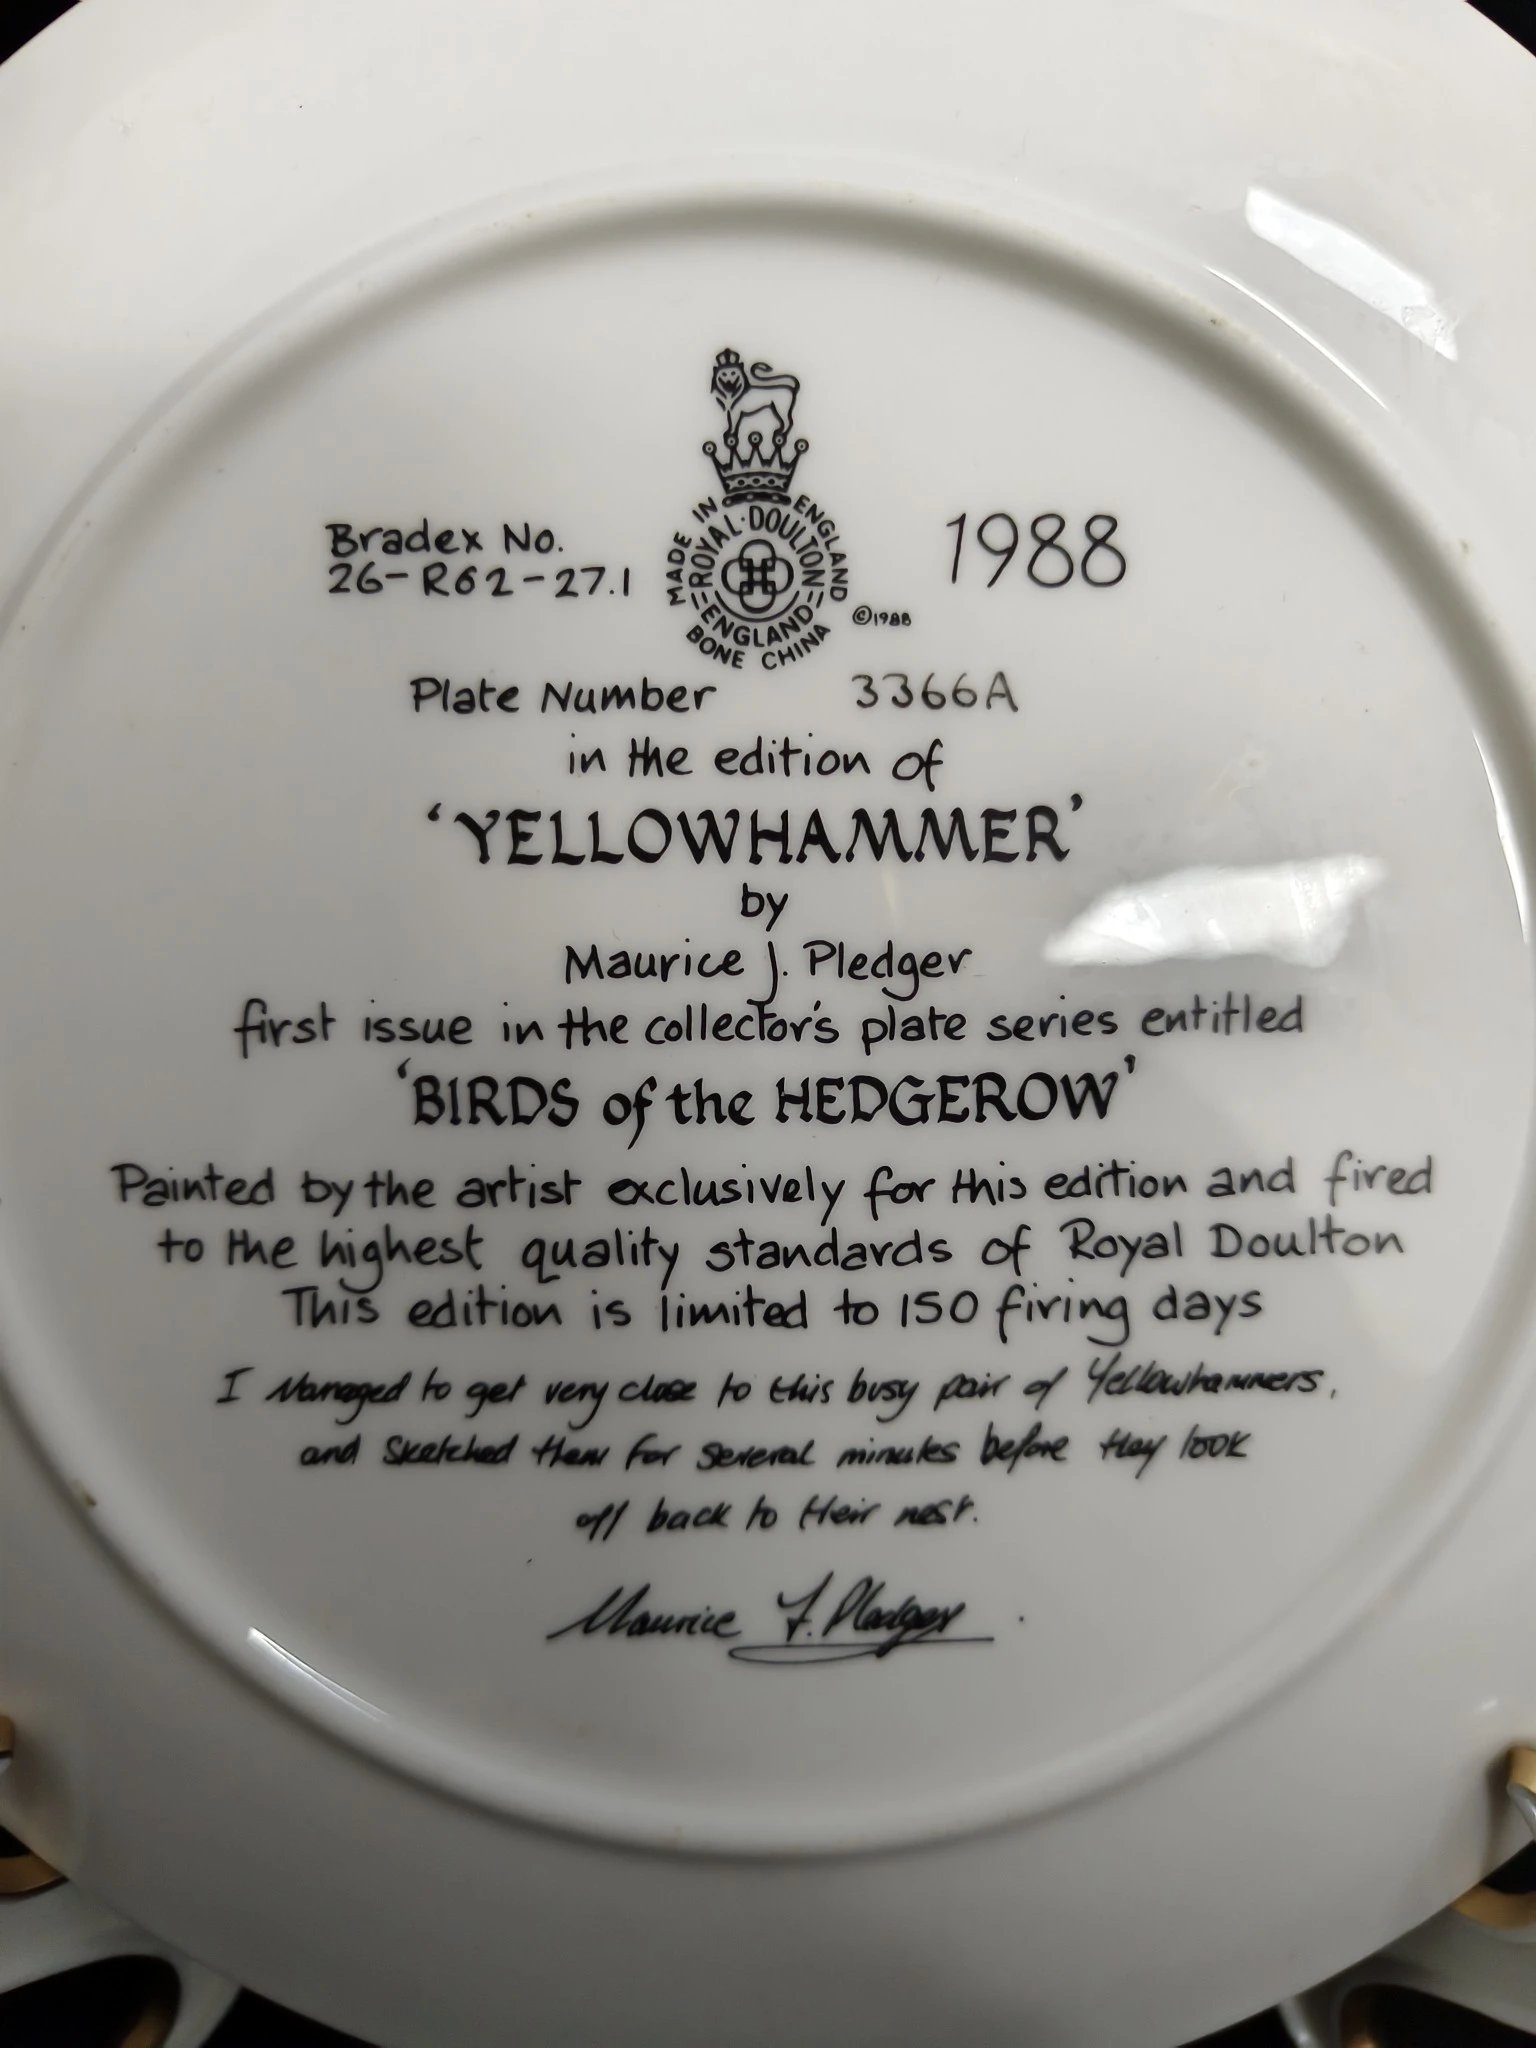 Bradex No.
26-R62-27.1
MADE IN ENGLAND
ROYAL·DOULTON
ENGLAND
BONE CHINA
©1988
1988
Plate Number 3366A
in the edition of
'YELLOWHAMMER'
by
Maurice J. Pledger
first issue in the collector's plate series entitled
'BIRDS of the HEDGEROW'
Painted by the artist exclusively for this edition and fired
to the highest quality standards of Royal Doulton
This edition is limited to 150 firing days
I Managed to get very close to this busy pair of Yellowhammers,
and Sketched them for several minutes before they look
off back to their nest.
Maurice J. Pledger